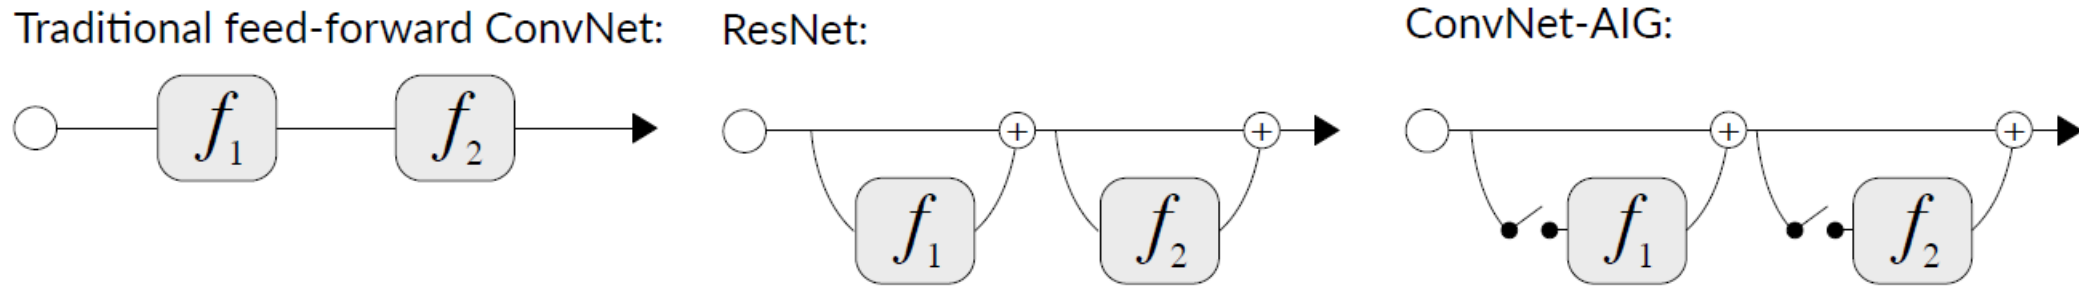 Traditional feed-forward ConvNet:
f1 f2
ResNet:
+ +
f1 f2
ConvNet-AIG:
+ +
f1 f2